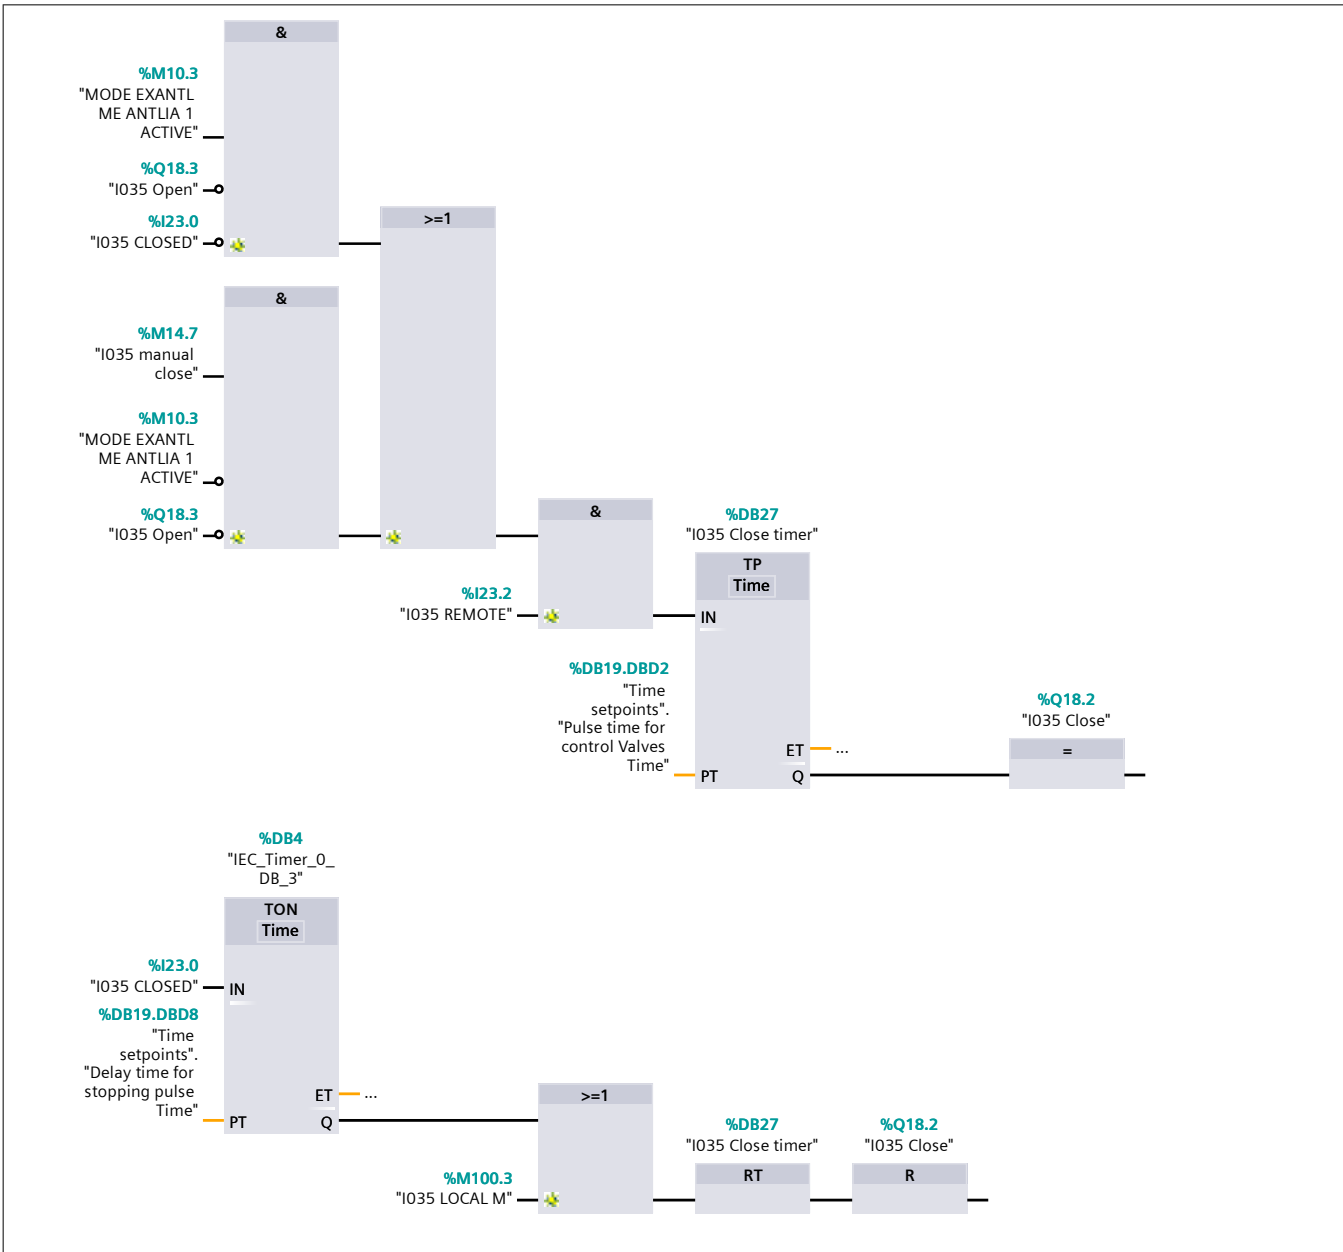 &
%M10.3
"MODE EXANTL
ME ANTLIA 1
ACTIVE"
%Q18.3
"I035 Open"
%I23.0
"I035 CLOSED"
>=1
&
%M14.7
"I035 manual
close"
%M10.3
"MODE EXANTL
ME ANTLIA 1
ACTIVE"
%Q18.3
"I035 Open"
&
%I23.2
"I035 REMOTE"
%DB27
"I035 Close timer"
TP
Time
IN
%DB19.DBD2
"Time
setpoints".
"Pulse time for
control Valves
Time"
PT
ET
...
Q
%Q18.2
"I035 Close"
=
%DB4
"IEC_Timer_0_
DB_3"
TON
Time
%I23.0
"I035 CLOSED"
IN
%DB19.DBD8
"Time
setpoints".
"Delay time for
stopping pulse
Time"
PT
ET
...
Q
>=1
%M100.3
"I035 LOCAL M"
%DB27
"I035 Close timer"
RT
%Q18.2
"I035 Close"
R